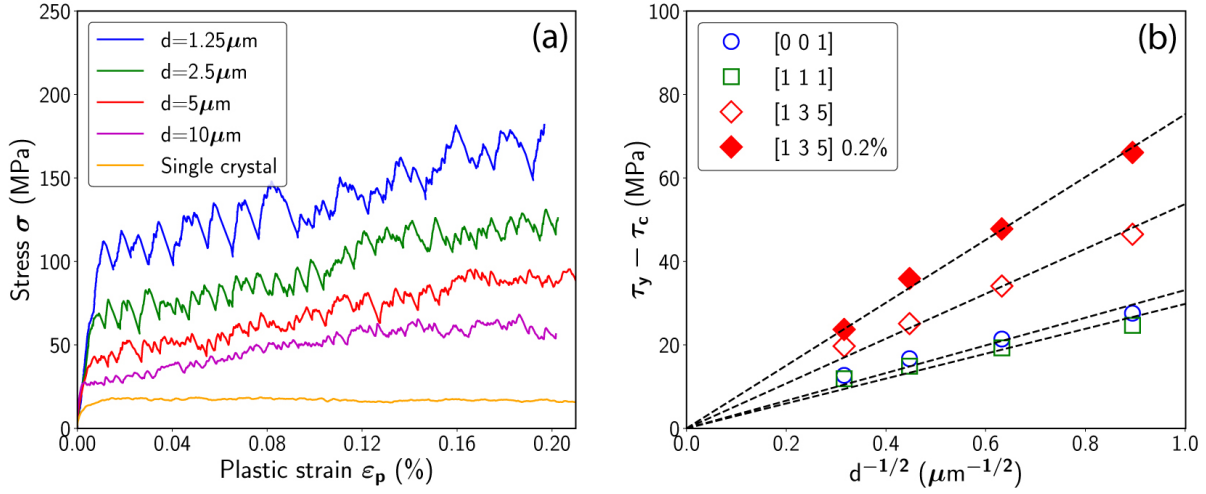 (a)
d=1.25μm
d=2.5μm
d=5μm
d=10μm
Single crystal
Stress σ (MPa)
250
200
150
100
50
0
0.00 0.04 0.08 0.12 0.16 0.20
Plastic strain εp (%)
(b)
[0 0 1]
[1 1 1]
[1 3 5]
[1 3 5] 0.2%
τy − τc (MPa)
100
80
60
40
20
0
0.0 0.2 0.4 0.6 0.8 1.0
d−1/2 (μm−1/2)